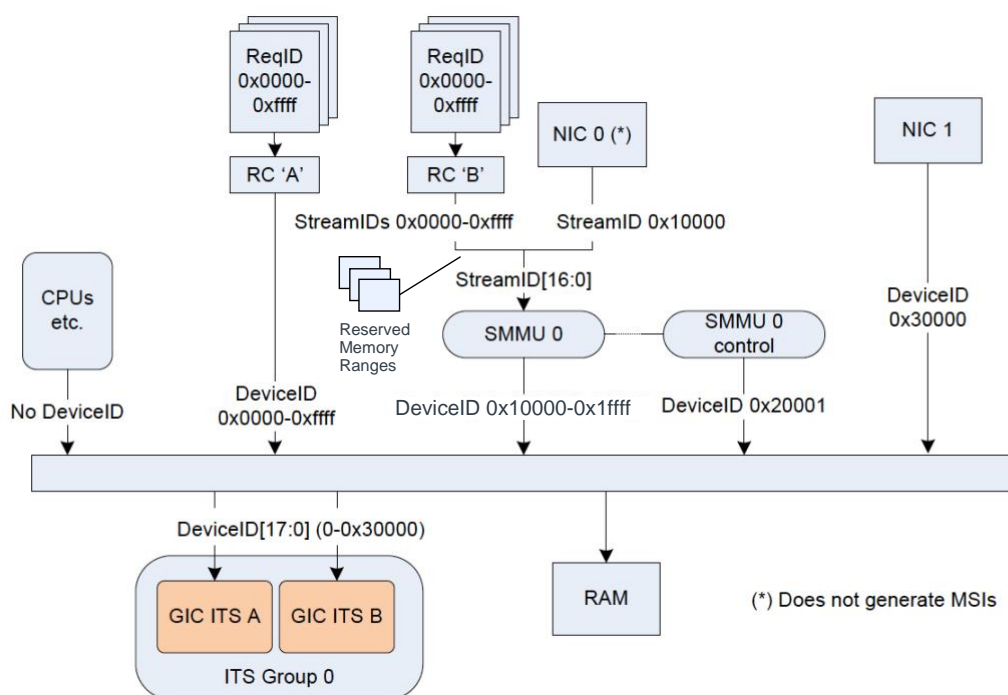 ReqID
0x0000-
0xffff
ReqID
0x0000-
0xffff
NIC 0 (*)
NIC 1
RC ‘A’
RC ‘B’
StreamIDs 0x0000-0xffff
StreamID 0x10000
CPUs
etc.
StreamID[16:0]
Reserved
Memory
Ranges
SMMU 0
SMMU 0
control
DeviceID
0x30000
No DeviceID
DeviceID
0x0000-0xffff
DeviceID 0x10000-0x1ffff
DeviceID 0x20001
DeviceID[17:0] (0-0x30000)
GIC ITS A
GIC ITS B
ITS Group 0
RAM
(*) Does not generate MSIs